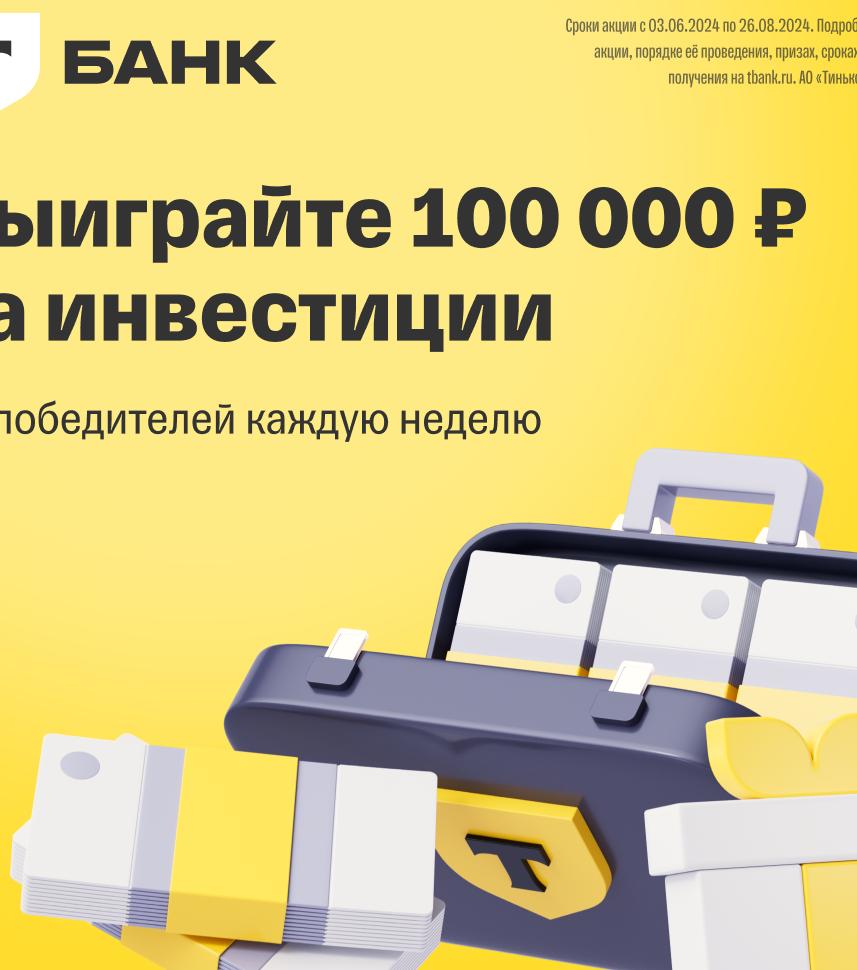 Т БАНК
Сроки акции с 03.06.2024 по 26.08.2024. Подроб
акции, порядке её проведения, призах, сроках
получения на tbank.ru. АО «Тинько
ыиграйте 100 000 ₽
а инвестиции
победителей каждую неделю
Т